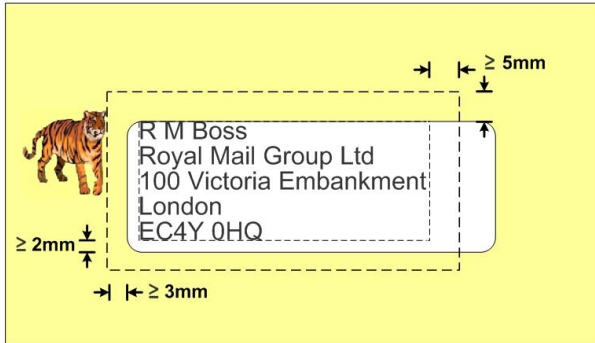 ≥ 5mm
R M Boss
Royal Mail Group Ltd
100 Victoria Embankment
London
EC4Y 0HQ
≥ 2mm
≥ 3mm